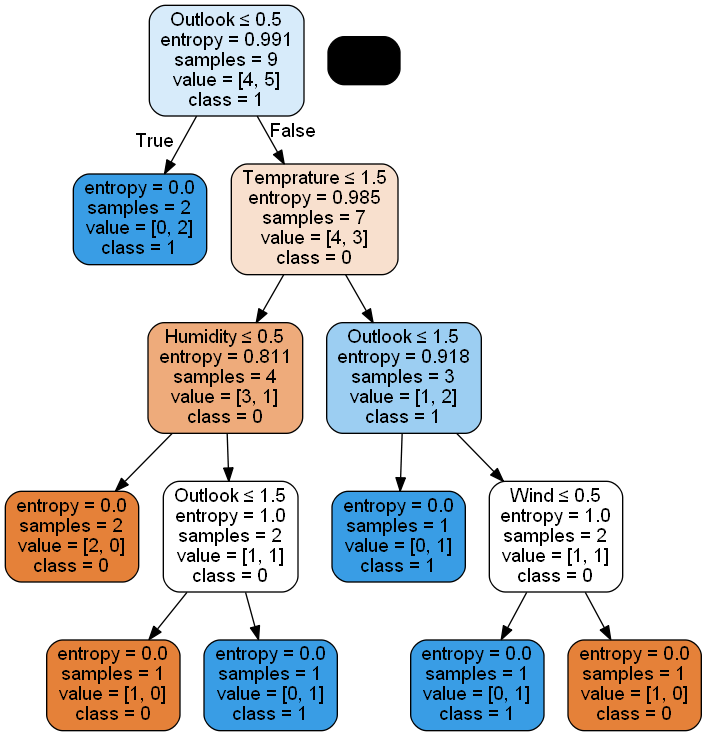 Outlook ≤ 0.5
entropy = 0.991
samples = 9
value = [4, 5]
class = 1
True
False
entropy = 0.0
samples = 2
value = [0, 2]
class = 1
Temprature ≤ 1.5
entropy = 0.985
samples = 7
value = [4, 3]
class = 0
Humidity ≤ 0.5
entropy = 0.811
samples = 4
value = [3, 1]
class = 0
Outlook ≤ 1.5
entropy = 0.918
samples = 3
value = [1, 2]
class = 1
entropy = 0.0
samples = 2
value = [2, 0]
class = 0
Outlook ≤ 1.5
entropy = 1.0
samples = 2
value = [1, 1]
class = 0
entropy = 0.0
samples = 1
value = [0, 1]
class = 1
Wind ≤ 0.5
entropy = 1.0
samples = 2
value = [1, 1]
class = 0
entropy = 0.0
samples = 1
value = [1, 0]
class = 0
entropy = 0.0
samples = 1
value = [0, 1]
class = 1
entropy = 0.0
samples = 1
value = [0, 1]
class = 1
entropy = 0.0
samples = 1
value = [1, 0]
class = 0